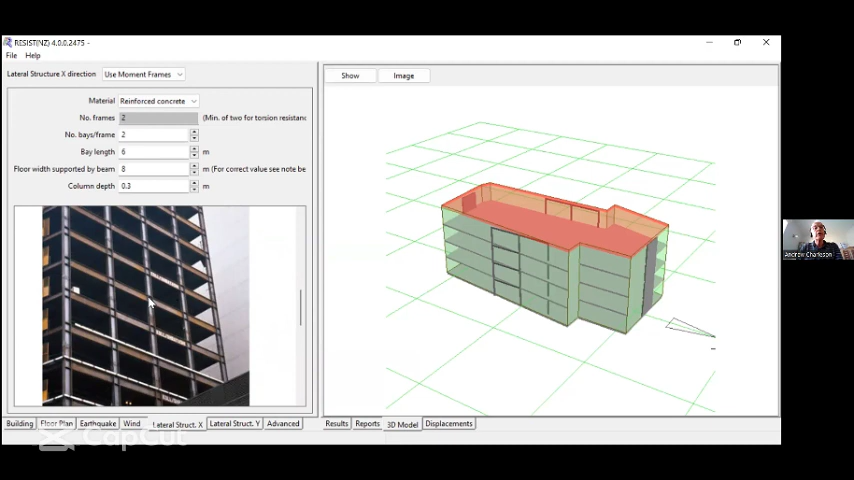 RESIST(NZ) 4.0.0.2475 -
File Help
Lateral Structure X direction Use Moment Frames
Show Image
Material Reinforced concrete
No. frames 2 (Min. of two for torsion resistanc
No. bays/frame 2
Bay length 6 m
Floor width supported by beam 8 m (For correct value see note be
Column depth 0.3 m
Andrew Charleson
Building Floor Plan Earthquake Wind Lateral Struct. X Lateral Struct. Y Advanced Results Reports 3D Model Displacements
CapCut